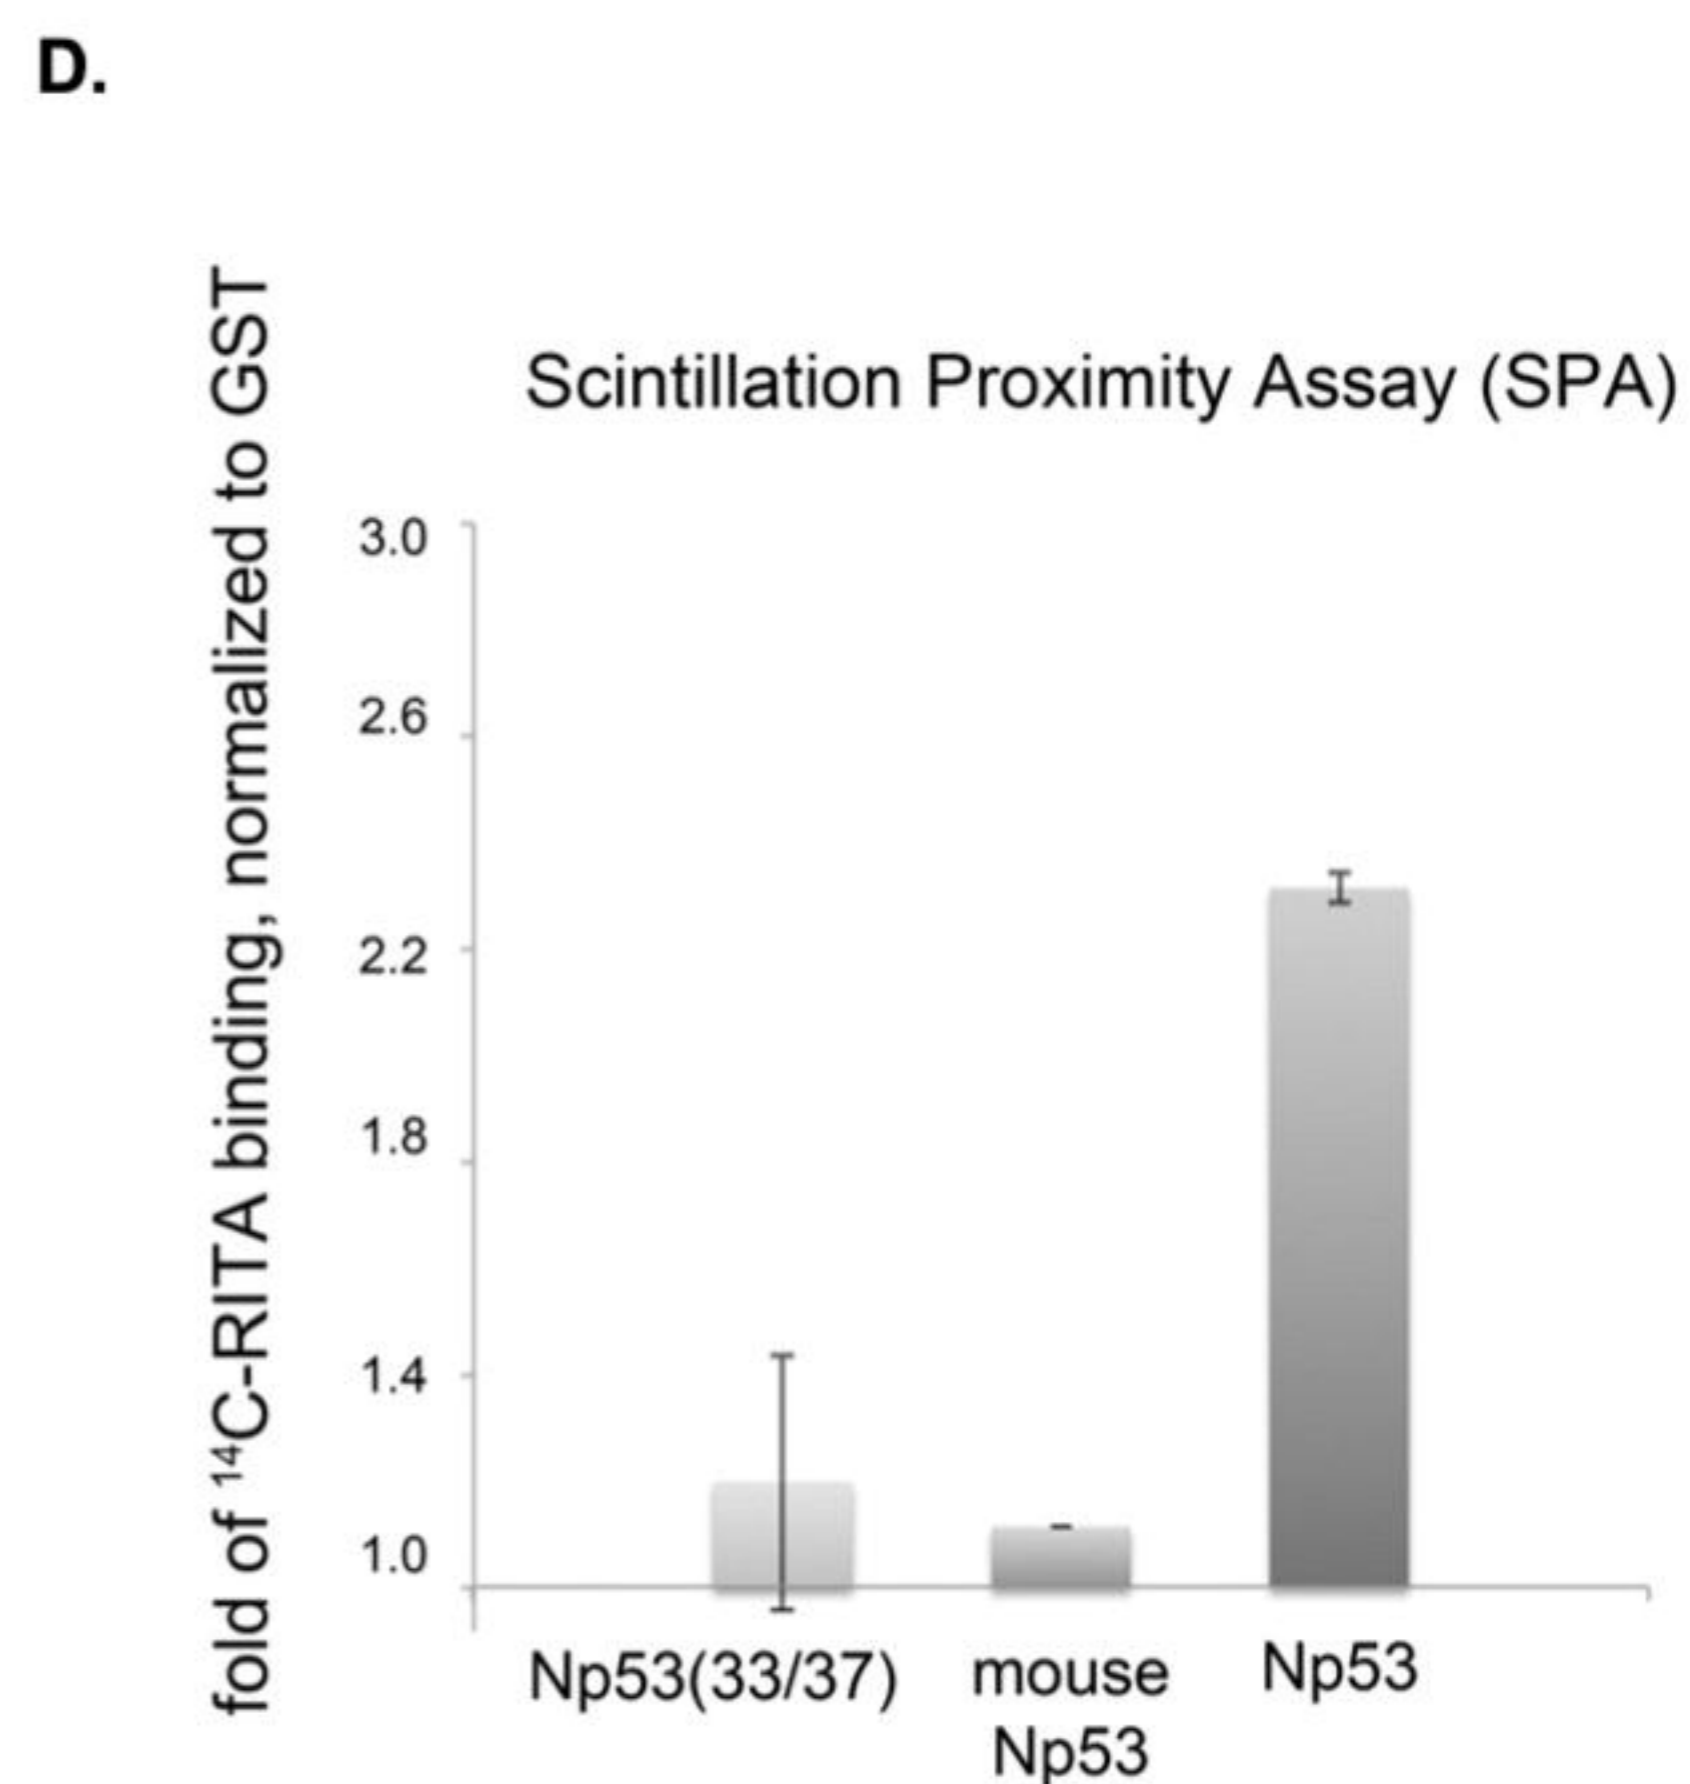 D.
fold of ¹⁴C-RITA binding, normalized to GST
Scintillation Proximity Assay (SPA)
3.0
2.6
2.2
1.8
1.4
1.0
Np53(33/37)
mouse
Np53
Np53